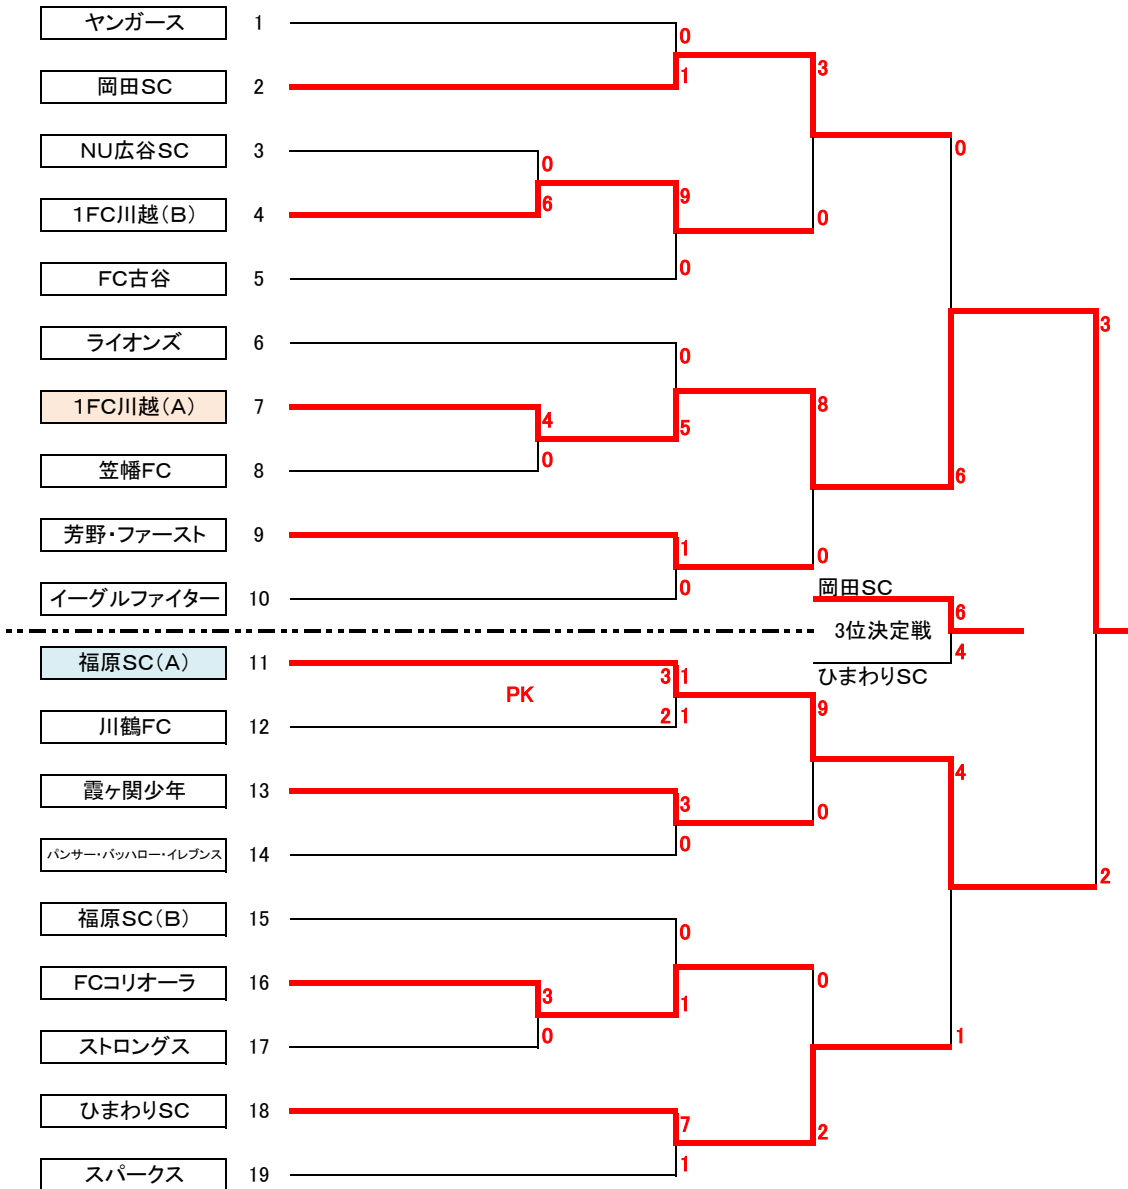 ヤンガース 1
0
岡田SC 2
1
3
NU広谷SC 3
0
0
1FC川越(B) 4
6
9
0
FC古谷 5
0
ライオンズ 6
0
3
1FC川越(A) 7
4
5
8
笠幡FC 8
0
6
芳野・ファースト 9
1
0
イーグルファイター 10
0
岡田SC
6
3位決定戦
4
ひまわりSC
福原SC(A) 11
3 1
PK
川鶴FC 12
2 1
9
霞ヶ関少年 13
3
0
4
パンサー・バッハロー・イレブンス 14
0
2
福原SC(B) 15
0
FCコリオーラ 16
3
1
0
ストロングス 17
0
1
ひまわりSC 18
7
2
スパークス 19
1